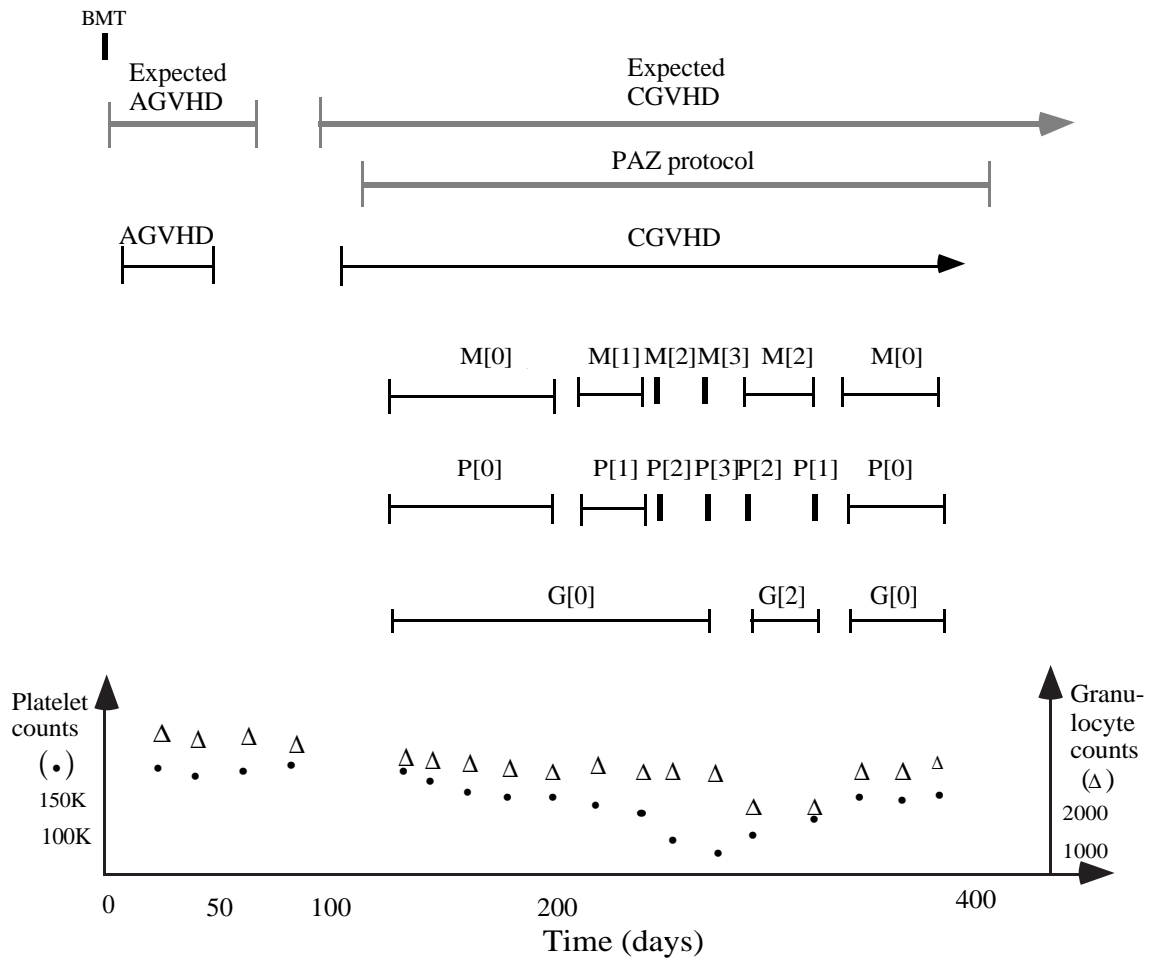 BMT
Expected
AGVHD
Expected
CGVHD
PAZ protocol
AGVHD
CGVHD
M[0] M[1] M[2] M[3] M[2] M[0]
P[0] P[1] P[2] P[3] P[2] P[1] P[0]
G[0] G[2] G[0]
Platelet
counts
(•)
150K
100K
Granu-
locyte
counts
(Δ)
2000
1000
0 50 100 200 400
Time (days)